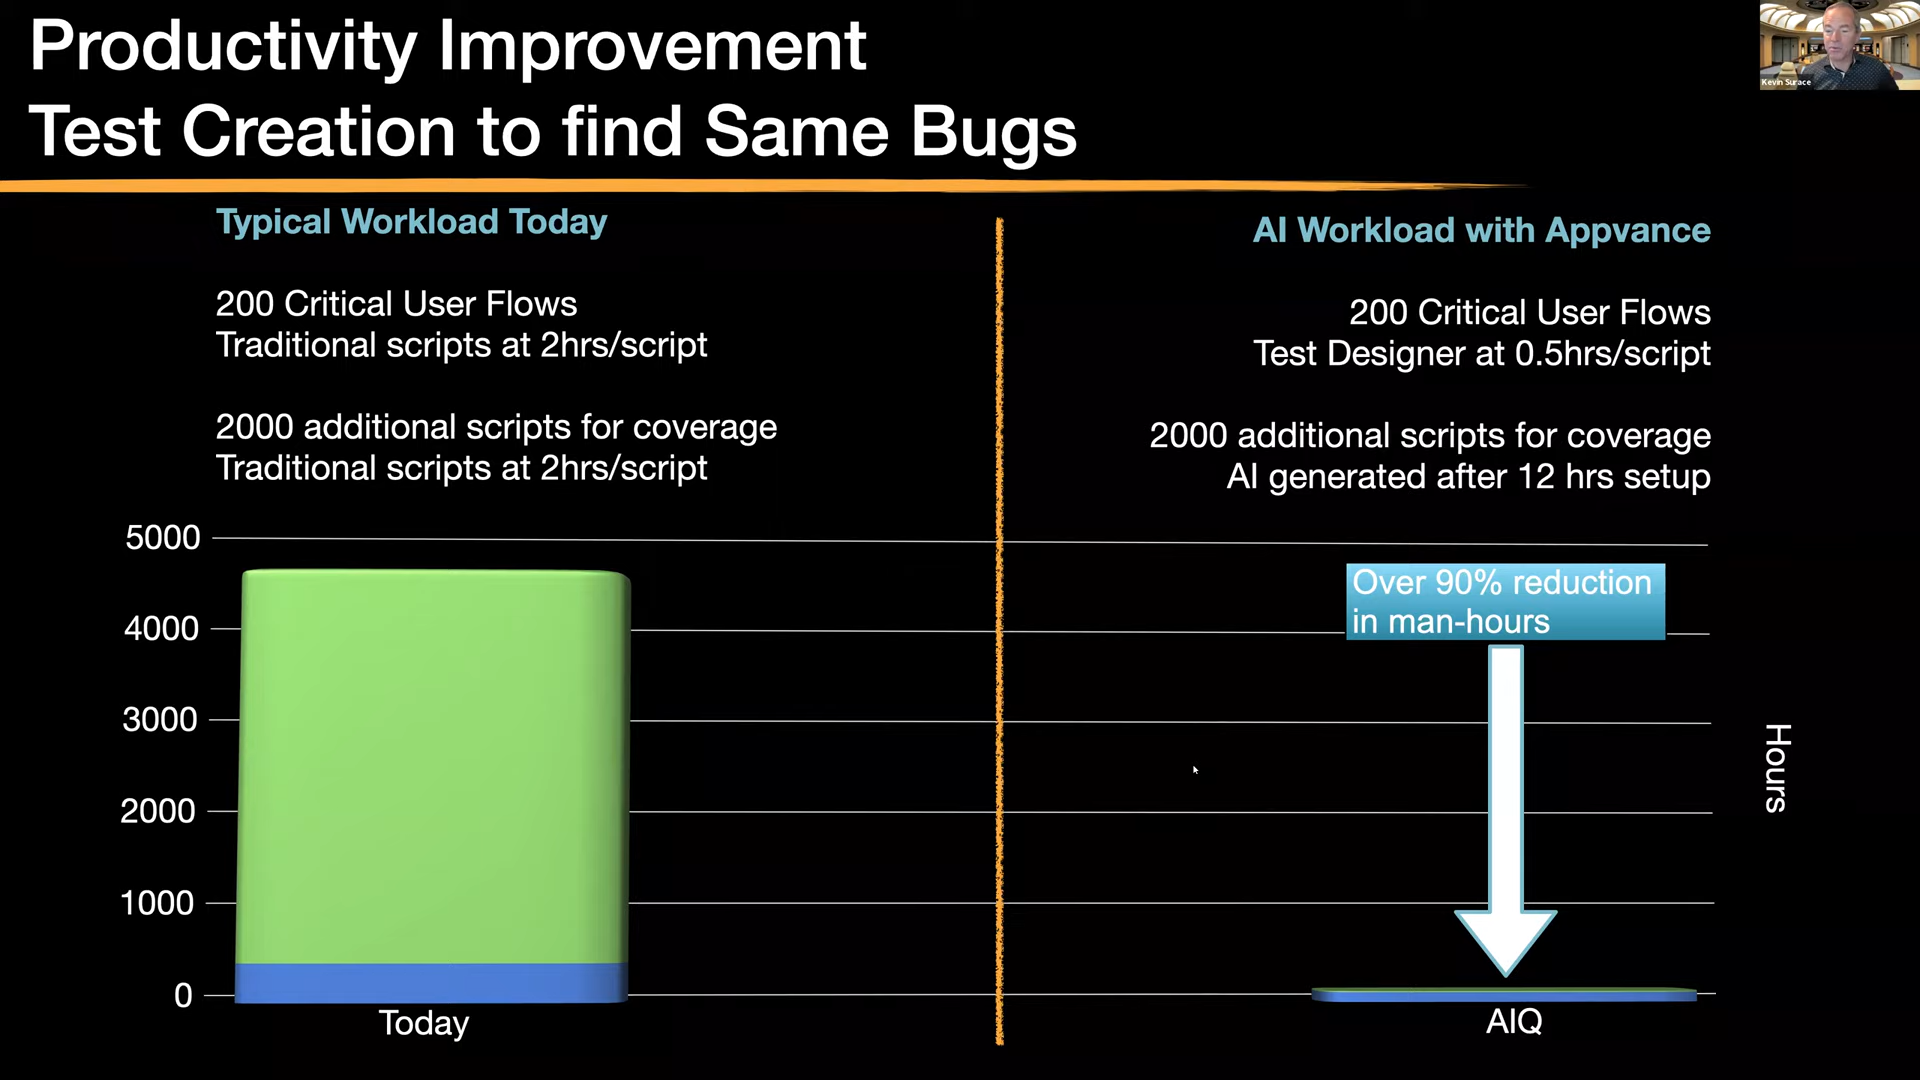 Productivity Improvement
Test Creation to find Same Bugs
Kevin Surace
Typical Workload Today
200 Critical User Flows
Traditional scripts at 2hrs/script
2000 additional scripts for coverage
Traditional scripts at 2hrs/script
AI Workload with Appvance
200 Critical User Flows
Test Designer at 0.5hrs/script
2000 additional scripts for coverage
AI generated after 12 hrs setup
5000
4000
3000
2000
1000
0
Today
Over 90% reduction
in man-hours
AIQ
Hours